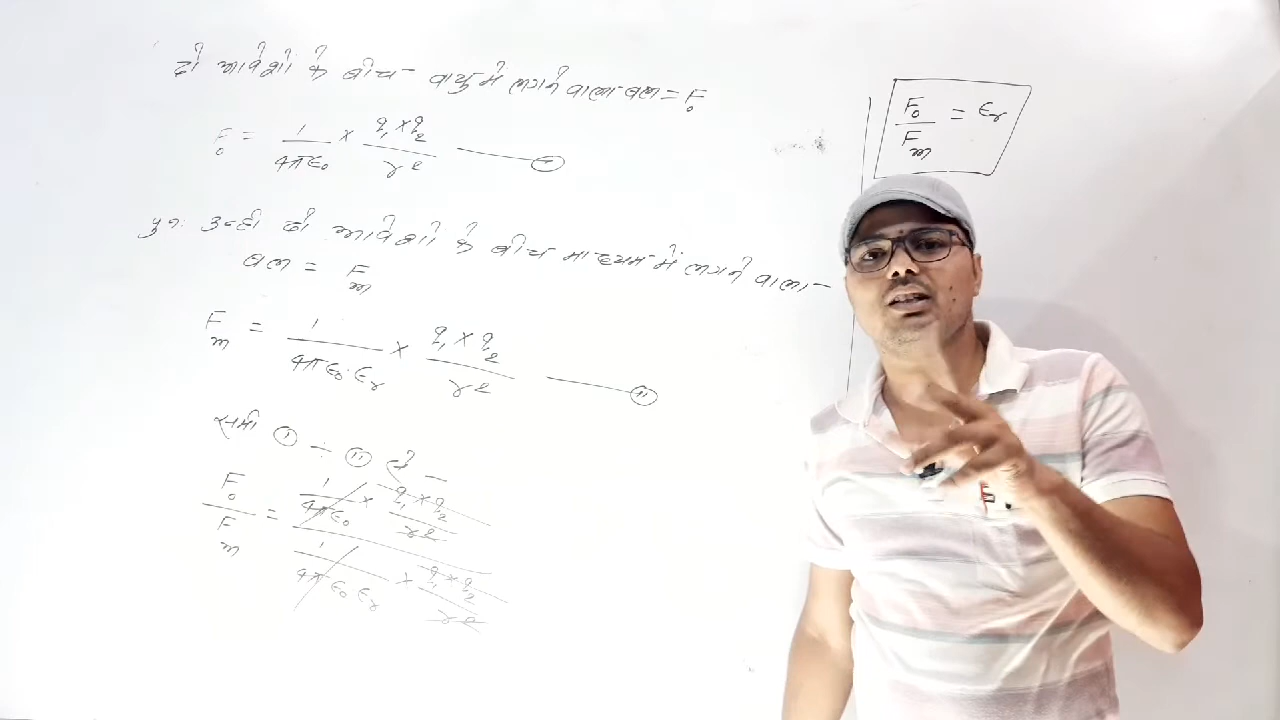 दो आवेशों के बीच वायु में लगने वाला बल = F₀
F₀ = 1/4πε₀ × q₁×q₂/r² — (i)
पुनः उन्ही दो आवेशों के बीच माध्यम में लगने वाला
बल = Fm
Fm = 1/4πε₀·εr × q₁×q₂/r² — (ii)
समी (i) ÷ (ii) से —
F₀/Fm = (1/4πε₀ × q₁×q₂/r²)/(1/4πε₀εr × q₁×q₂/r²)
F₀/Fm = εr